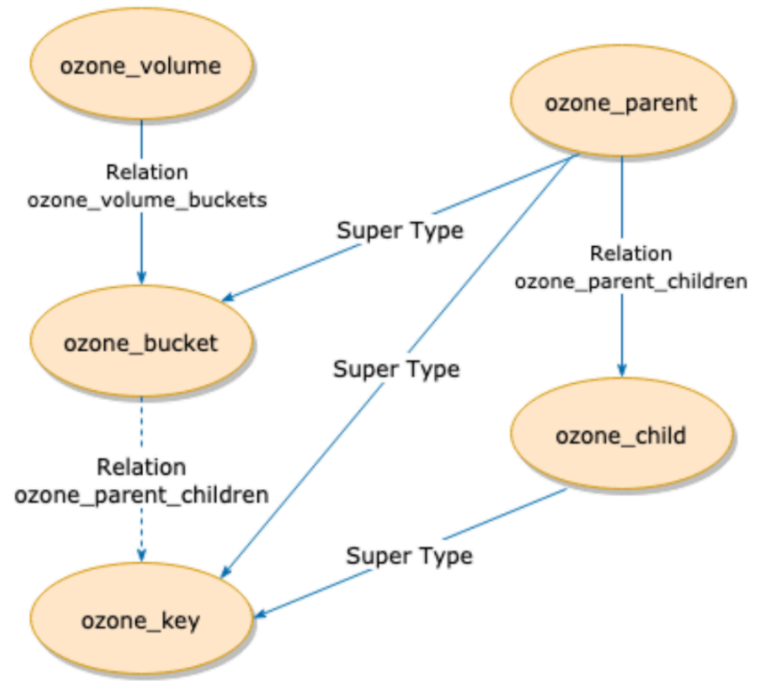 ozone_volume
ozone_parent
Relation
ozone_volume_buckets
Super Type
Relation
ozone_parent_children
ozone_bucket
Super Type
ozone_child
Relation
ozone_parent_children
Super Type
ozone_key